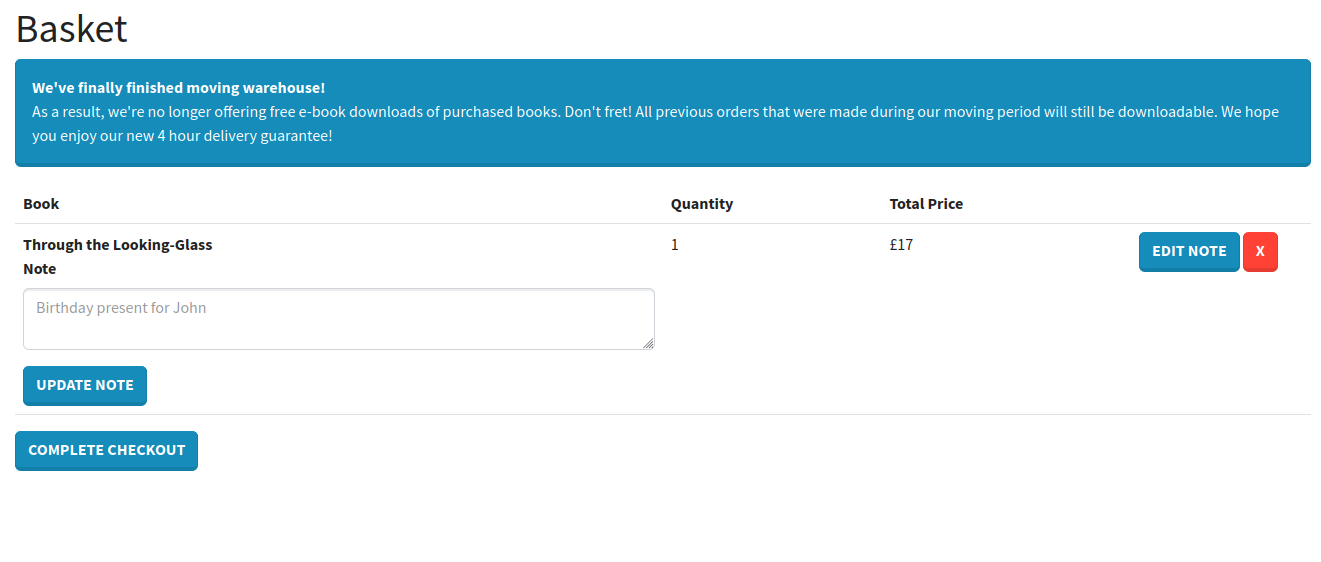 Basket
We've finally finished moving warehouse!
As a result, we're no longer offering free e-book downloads of purchased books. Don't fret! All previous orders that were made during our moving period will still be downloadable. We hope
you enjoy our new 4 hour delivery guarantee!
Book Quantity Total Price
Through the Looking-Glass 1 £17 EDIT NOTE X
Note
Birthday present for John
UPDATE NOTE
COMPLETE CHECKOUT